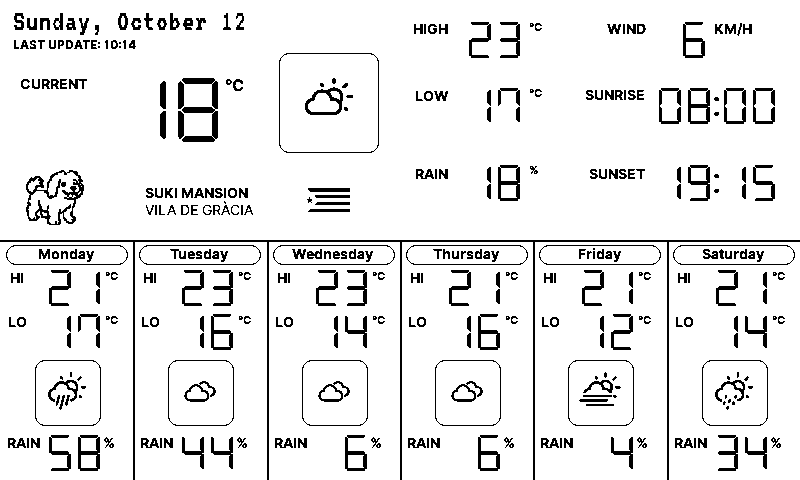 Sunday, October 12
LAST UPDATE: 10:14
CURRENT 18 °C
HIGH 23 °C
WIND 6 KM/H
LOW 17 °C
SUNRISE 08:00
RAIN 18 %
SUNSET 19:15
SUKI MANSION
VILA DE GRÀCIA
Monday
HI 21 °C
LO 17 °C
RAIN 58 %
Tuesday
HI 23 °C
LO 16 °C
RAIN 44 %
Wednesday
HI 23 °C
LO 14 °C
RAIN 6 %
Thursday
HI 21 °C
LO 16 °C
RAIN 6 %
Friday
HI 21 °C
LO 12 °C
RAIN 4 %
Saturday
HI 21 °C
LO 14 °C
RAIN 34 %